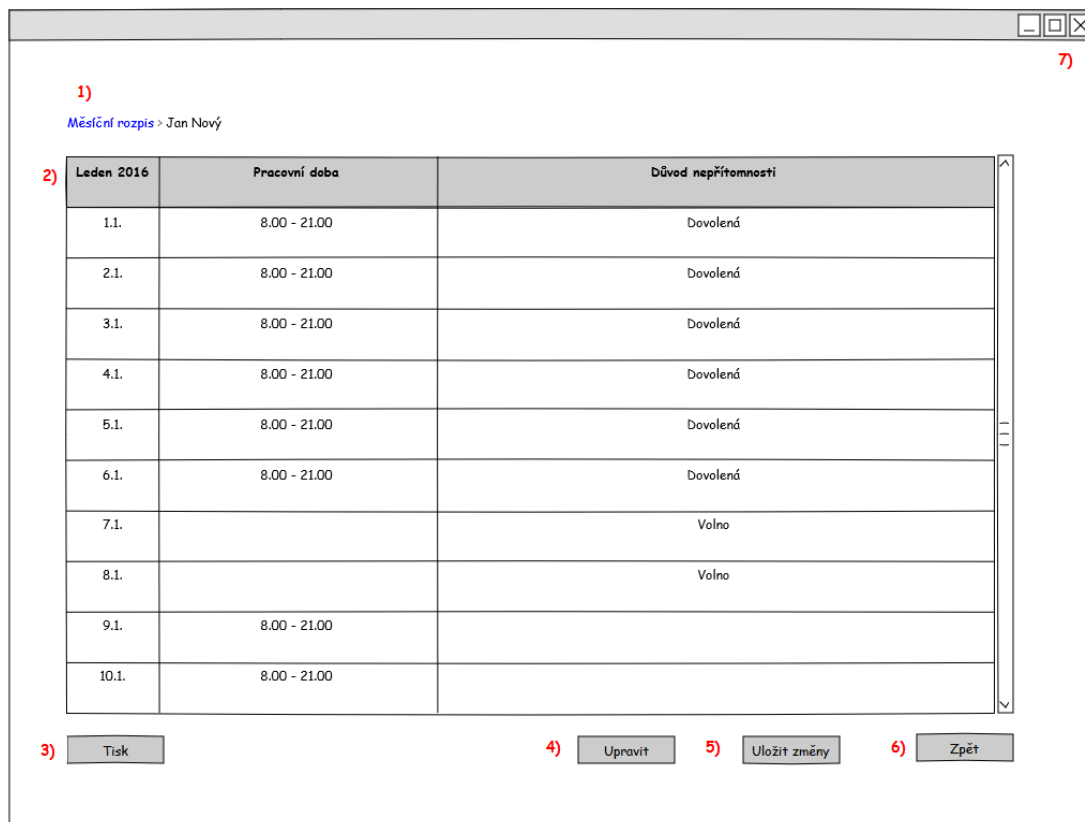 7)
1)
Měsíční rozpis > Jan Nový
2) Leden 2016 Pracovní doba Důvod nepřítomnosti
1.1. 8.00 - 21.00 Dovolená
2.1. 8.00 - 21.00 Dovolená
3.1. 8.00 - 21.00 Dovolená
4.1. 8.00 - 21.00 Dovolená
5.1. 8.00 - 21.00 Dovolená
6.1. 8.00 - 21.00 Dovolená
7.1. Volno
8.1. Volno
9.1. 8.00 - 21.00
10.1. 8.00 - 21.00
3) Tisk 4) Upravit 5) Uložit změny 6) Zpět